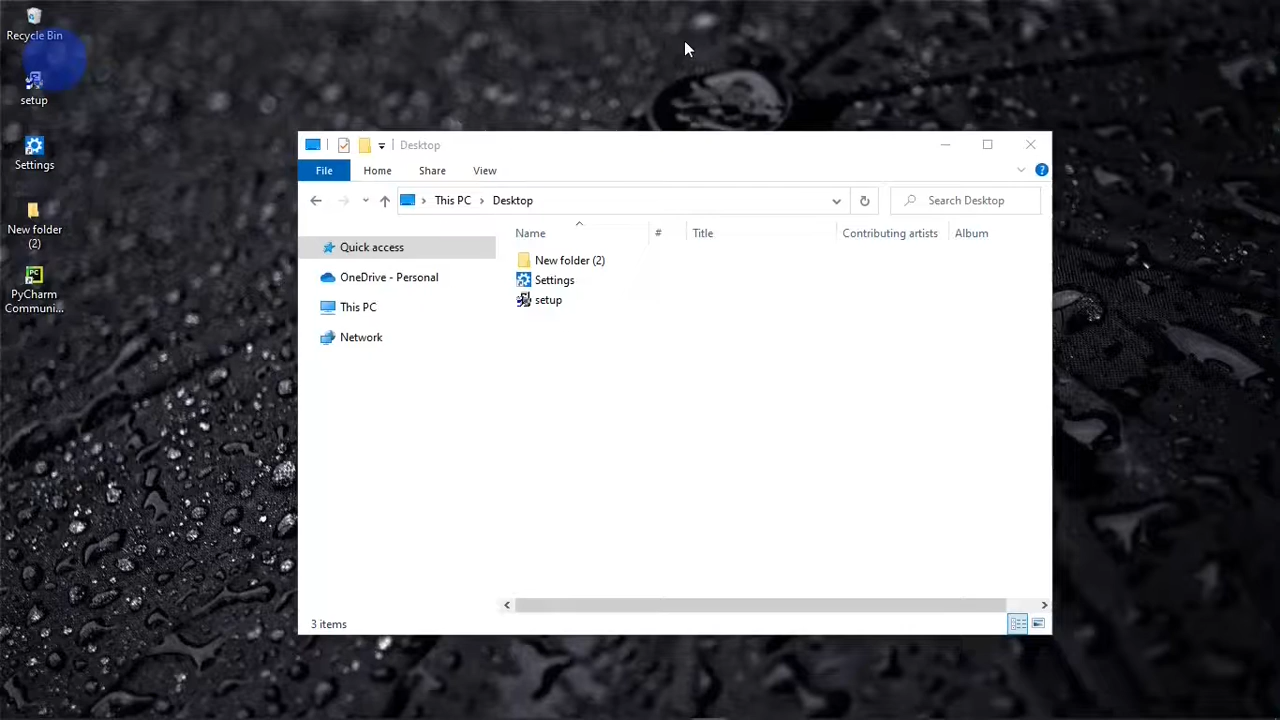 Recycle Bin
setup
Settings
New folder
(2)
PC
PyCharm
Communi...
Desktop
File Home Share View
This PC Desktop
Search Desktop
Name # Title Contributing artists Album
Quick access
OneDrive - Personal
This PC
Network
New folder (2)
Settings
setup
3 items